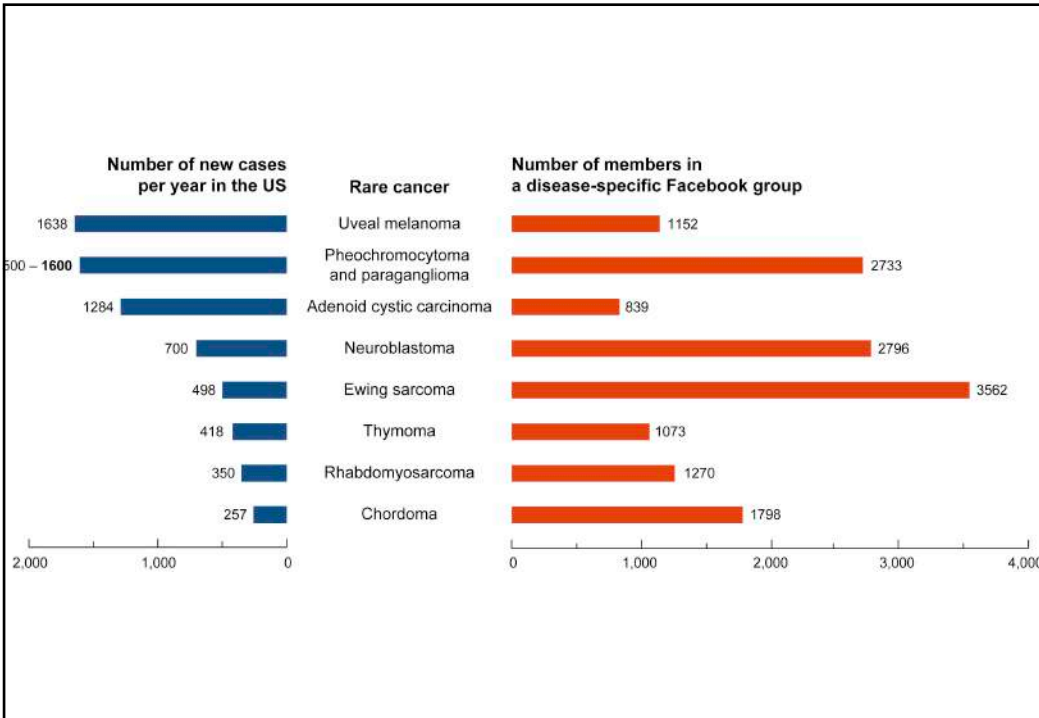 Number of new cases
per year in the US
Rare cancer
Number of members in
a disease-specific Facebook group
1638
Uveal melanoma
1152
– 1600
Pheochromocytoma
and paraganglioma
2733
1284
Adenoid cystic carcinoma
839
700
Neuroblastoma
2796
498
Ewing sarcoma
3562
418
Thymoma
1073
350
Rhabdomyosarcoma
1270
257
Chordoma
1798
2,000
1,000
0
0
1,000
2,000
3,000
4,000